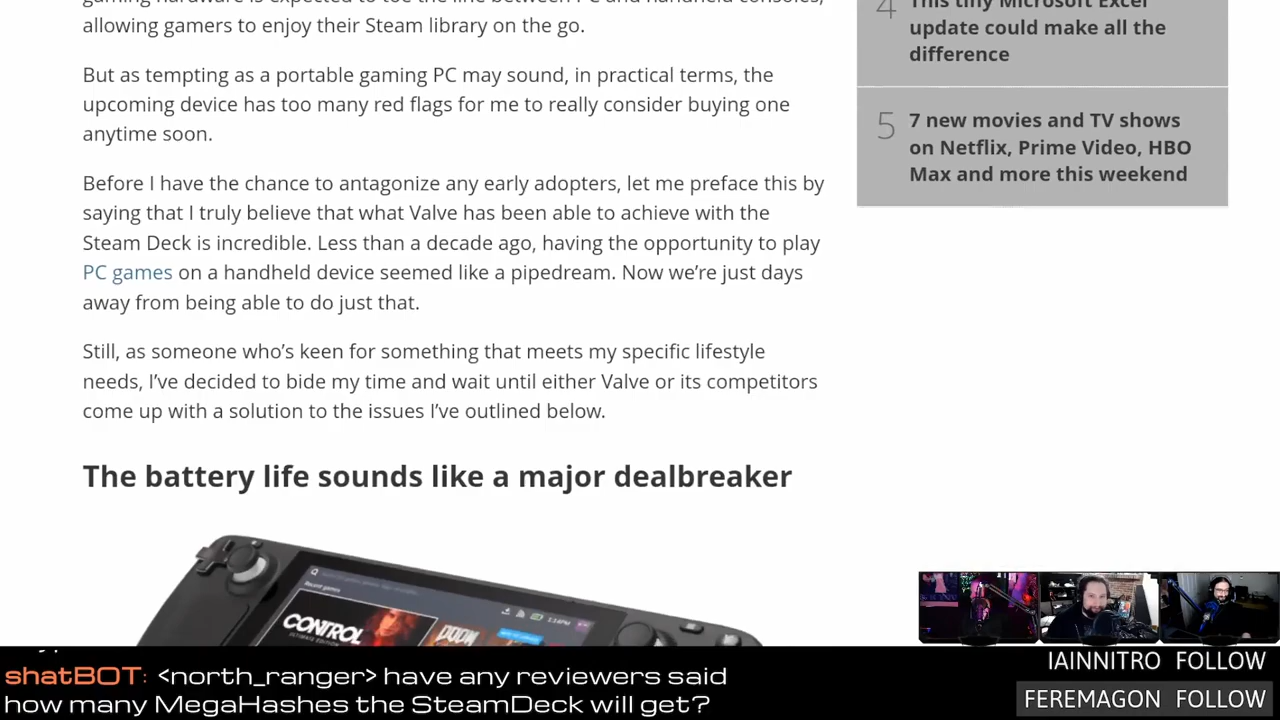 allowing gamers to enjoy their Steam library on the go.
But as tempting as a portable gaming PC may sound, in practical terms, the
upcoming device has too many red flags for me to really consider buying one
anytime soon.
Before I have the chance to antagonize any early adopters, let me preface this by
saying that I truly believe that what Valve has been able to achieve with the
Steam Deck is incredible. Less than a decade ago, having the opportunity to play
PC games on a handheld device seemed like a pipedream. Now we’re just days
away from being able to do just that.
Still, as someone who’s keen for something that meets my specific lifestyle
needs, I’ve decided to bide my time and wait until either Valve or its competitors
come up with a solution to the issues I’ve outlined below.
The battery life sounds like a major dealbreaker
CONTROL
DOOM
4 This tiny Microsoft Excel
update could make all the
difference
5 7 new movies and TV shows
on Netflix, Prime Video, HBO
Max and more this weekend
shatBOT: <north_ranger> have any reviewers said
how many MegaHashes the SteamDeck will get?
IAINNITRO FOLLOW
FEREMAGON FOLLOW